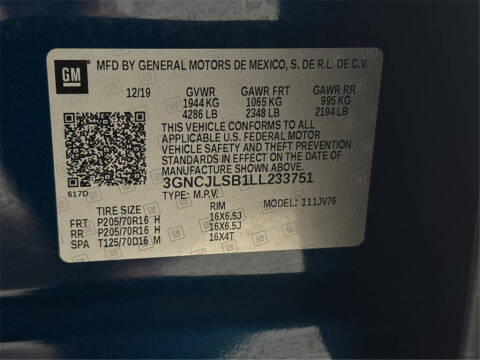 GM
MFD BY GENERAL MOTORS DE MEXICO, S. DE R.L. DE C.V.
12/19 GVWR GAWR FRT GAWR RR
1944 KG 1065 KG 995 KG
4286 LB 2348 LB 2194 LB
THIS VEHICLE CONFORMS TO ALL
APPLICABLE U.S. FEDERAL MOTOR
VEHICLE SAFETY AND THEFT
PREVENTION STANDARDS IN EFFECT
ON THE DATE OF MANUFACTURE
SHOWN ABOVE.
617D
3GNCJLSB1LL233751
TYPE: M.P.V. MODEL: 111JV76
TIRE SIZE RIM
FRT P205/70R16 H 16X6.5J
RR P205/70R16 H 16X6.5J
SPA T125/70D16 M 16X4T